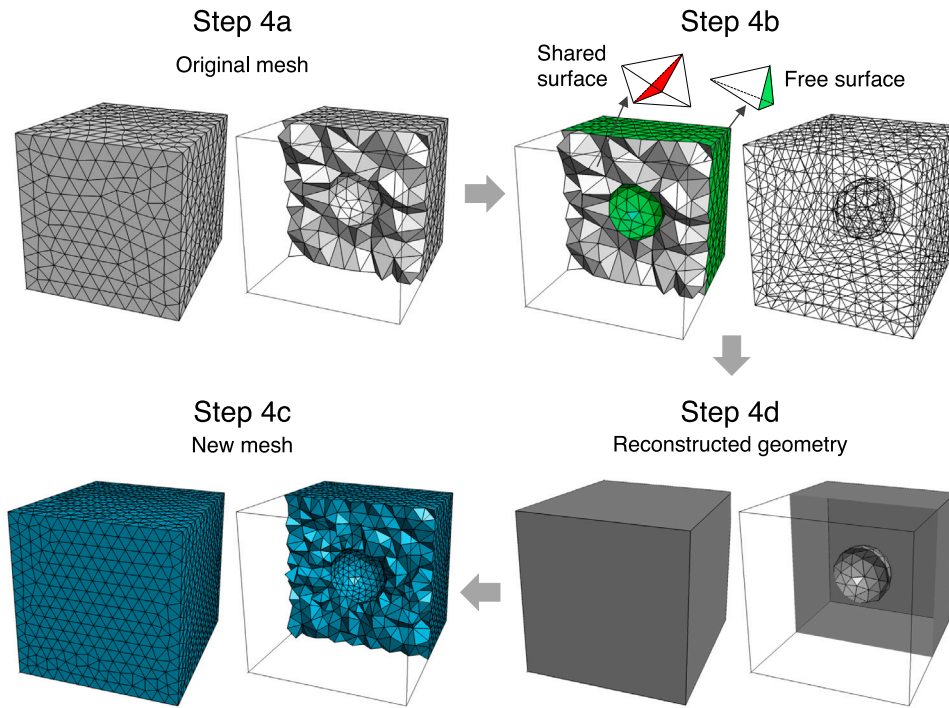 Step 4a
Original mesh
Step 4b
Shared
surface
Free surface
Step 4c
New mesh
Step 4d
Reconstructed geometry